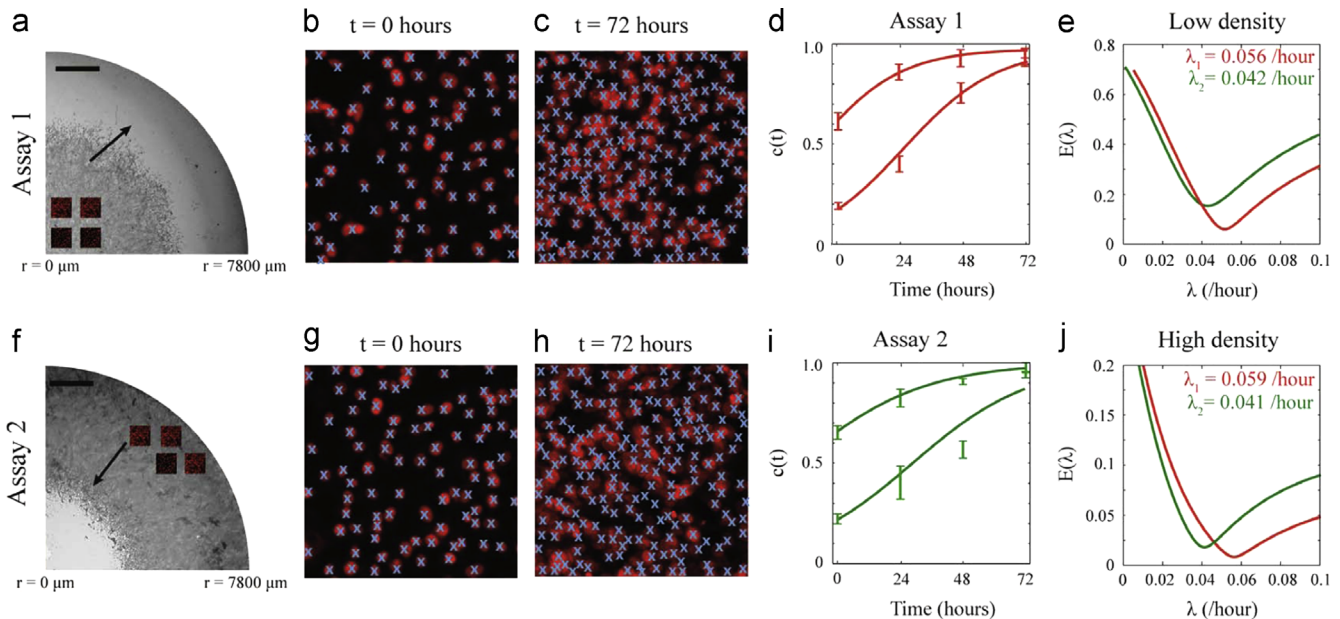 a
b
t = 0 hours
c
t = 72 hours
d
Assay 1
e
Low density
Assay 1
r = 0 μm
r = 7800 μm
1.0
0.5
0
c(t)
0
24
48
72
Time (hours)
0.8
0.6
0.4
0.2
0
E(λ)
λ₁ = 0.056 /hour
λ₂ = 0.042 /hour
0
0.02
0.04
0.06
0.08
0.1
λ (/hour)
f
g
t = 0 hours
h
t = 72 hours
i
Assay 2
j
High density
Assay 2
r = 0 μm
r = 7800 μm
1.0
0.5
0
c(t)
0
24
48
72
Time (hours)
0.2
0.15
0.1
0.05
0
E(λ)
λ₁ = 0.059 /hour
λ₂ = 0.041 /hour
0
0.02
0.04
0.06
0.08
0.1
λ (/hour)